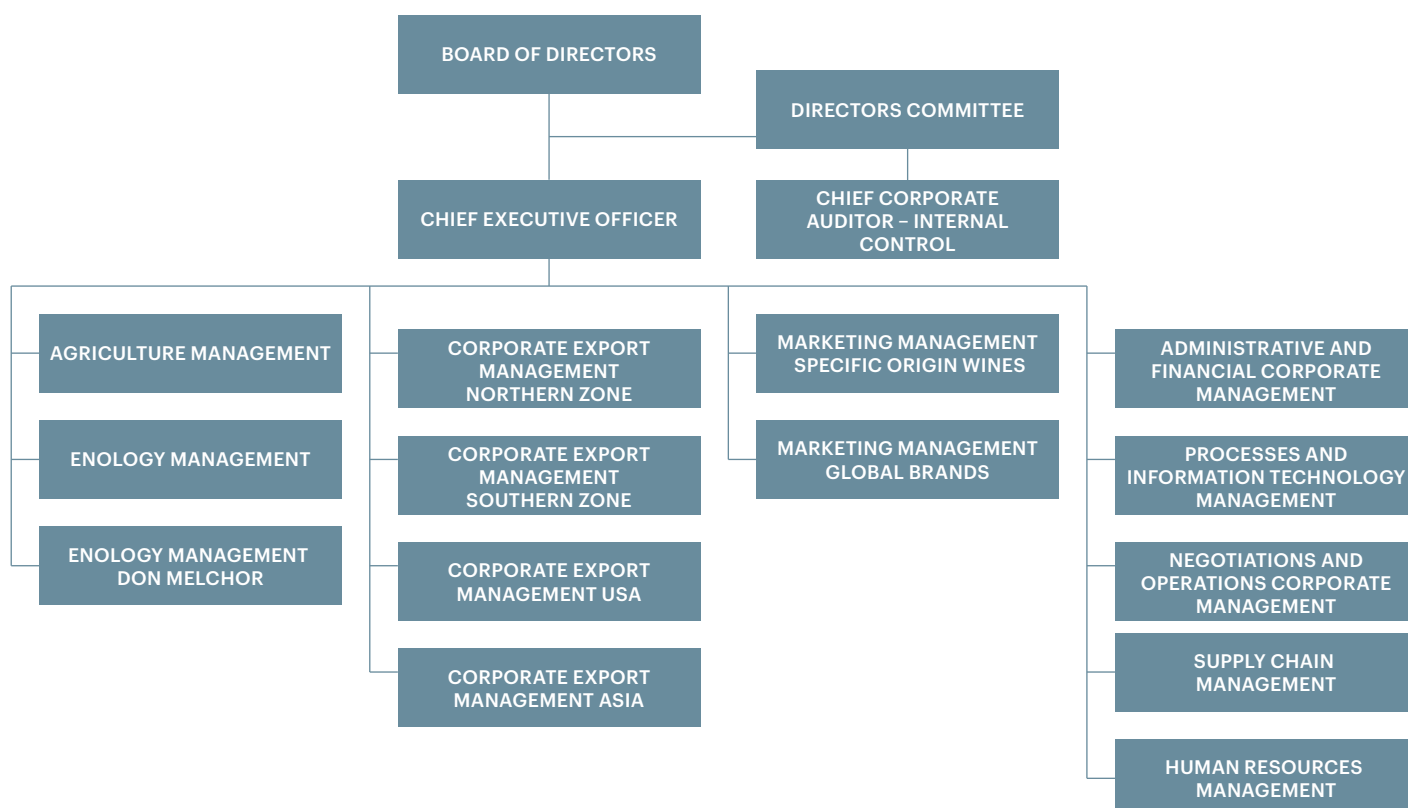 BOARD OF DIRECTORS
DIRECTORS COMMITTEE
CHIEF EXECUTIVE OFFICER
CHIEF CORPORATE
AUDITOR – INTERNAL
CONTROL
AGRICULTURE MANAGEMENT
ENOLOGY MANAGEMENT
ENOLOGY MANAGEMENT
DON MELCHOR
CORPORATE EXPORT
MANAGEMENT
NORTHERN ZONE
CORPORATE EXPORT
MANAGEMENT
SOUTHERN ZONE
CORPORATE EXPORT
MANAGEMENT USA
CORPORATE EXPORT
MANAGEMENT ASIA
MARKETING MANAGEMENT
SPECIFIC ORIGIN WINES
MARKETING MANAGEMENT
GLOBAL BRANDS
ADMINISTRATIVE AND
FINANCIAL CORPORATE
MANAGEMENT
PROCESSES AND
INFORMATION TECHNOLOGY
MANAGEMENT
NEGOTIATIONS AND
OPERATIONS CORPORATE
MANAGEMENT
SUPPLY CHAIN
MANAGEMENT
HUMAN RESOURCES
MANAGEMENT